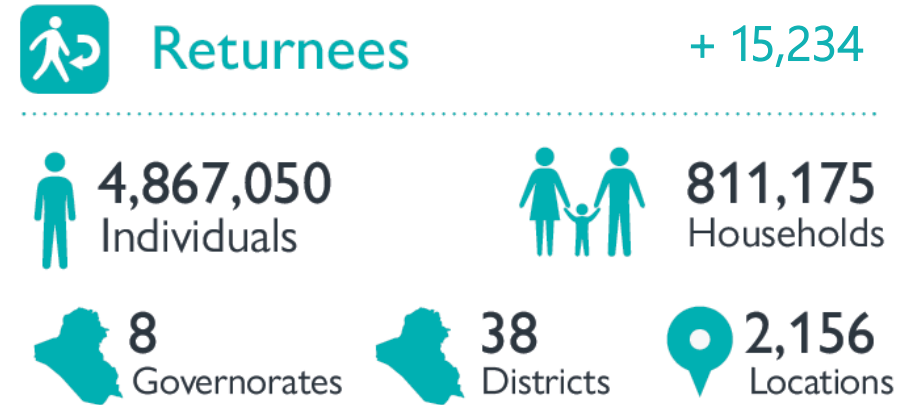 Returnees + 15,234
4,867,050 811,175
Individuals Households
8 38 2,156
Governorates Districts Locations